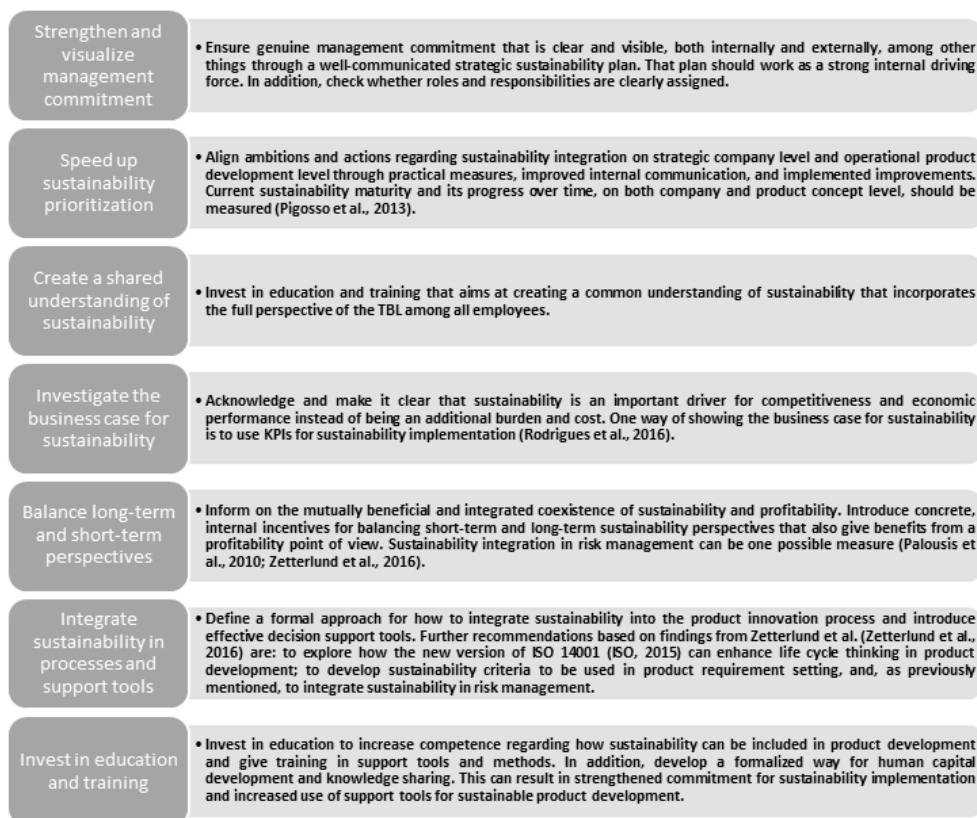 Strengthen and
visualize
management
commitment
• Ensure genuine management commitment that is clear and visible, both internally and externally, among other
things through a well-communicated strategic sustainability plan. That plan should work as a strong internal driving
force. In addition, check whether roles and responsibilities are clearly assigned.
Speed up
sustainability
prioritization
• Align ambitions and actions regarding sustainability integration on strategic company level and operational product
development level through practical measures, improved internal communication, and implemented improvements.
Current sustainability maturity and its progress over time, on both company and product concept level, should be
measured (Pigosso et al., 2013).
Create a shared
understanding of
sustainability
• Invest in education and training that aims at creating a common understanding of sustainability that incorporates
the full perspective of the TBL among all employees.
Investigate the
business case for
sustainability
• Acknowledge and make it clear that sustainability is an important driver for competitiveness and economic
performance instead of being an additional burden and cost. One way of showing the business case for sustainability
is to use KPIs for sustainability implementation (Rodrigues et al., 2016).
Balance long-term
and short-term
perspectives
• Inform on the mutually beneficial and integrated coexistence of sustainability and profitability. Introduce concrete,
internal incentives for balancing short-term and long-term sustainability perspectives that also give benefits from a
profitability point of view. Sustainability integration in risk management can be one possible measure (Palousis et
al., 2010; Zetterlund et al., 2016).
Integrate
sustainability in
processes and
support tools
• Define a formal approach for how to integrate sustainability into the product innovation process and introduce
effective decision support tools. Further recommendations based on findings from Zetterlund et al. (Zetterlund et al.,
2016) are: to explore how the new version of ISO 14001 (ISO, 2015) can enhance life cycle thinking in product
development; to develop sustainability criteria to be used in product requirement setting, and, as previously
mentioned, to integrate sustainability in risk management.
Invest in education
and training
• Invest in education to increase competence regarding how sustainability can be included in product development
and give training in support tools and methods. In addition, develop a formalized way for human capital
development and knowledge sharing. This can result in strengthened commitment for sustainability implementation
and increased use of support tools for sustainable product development.